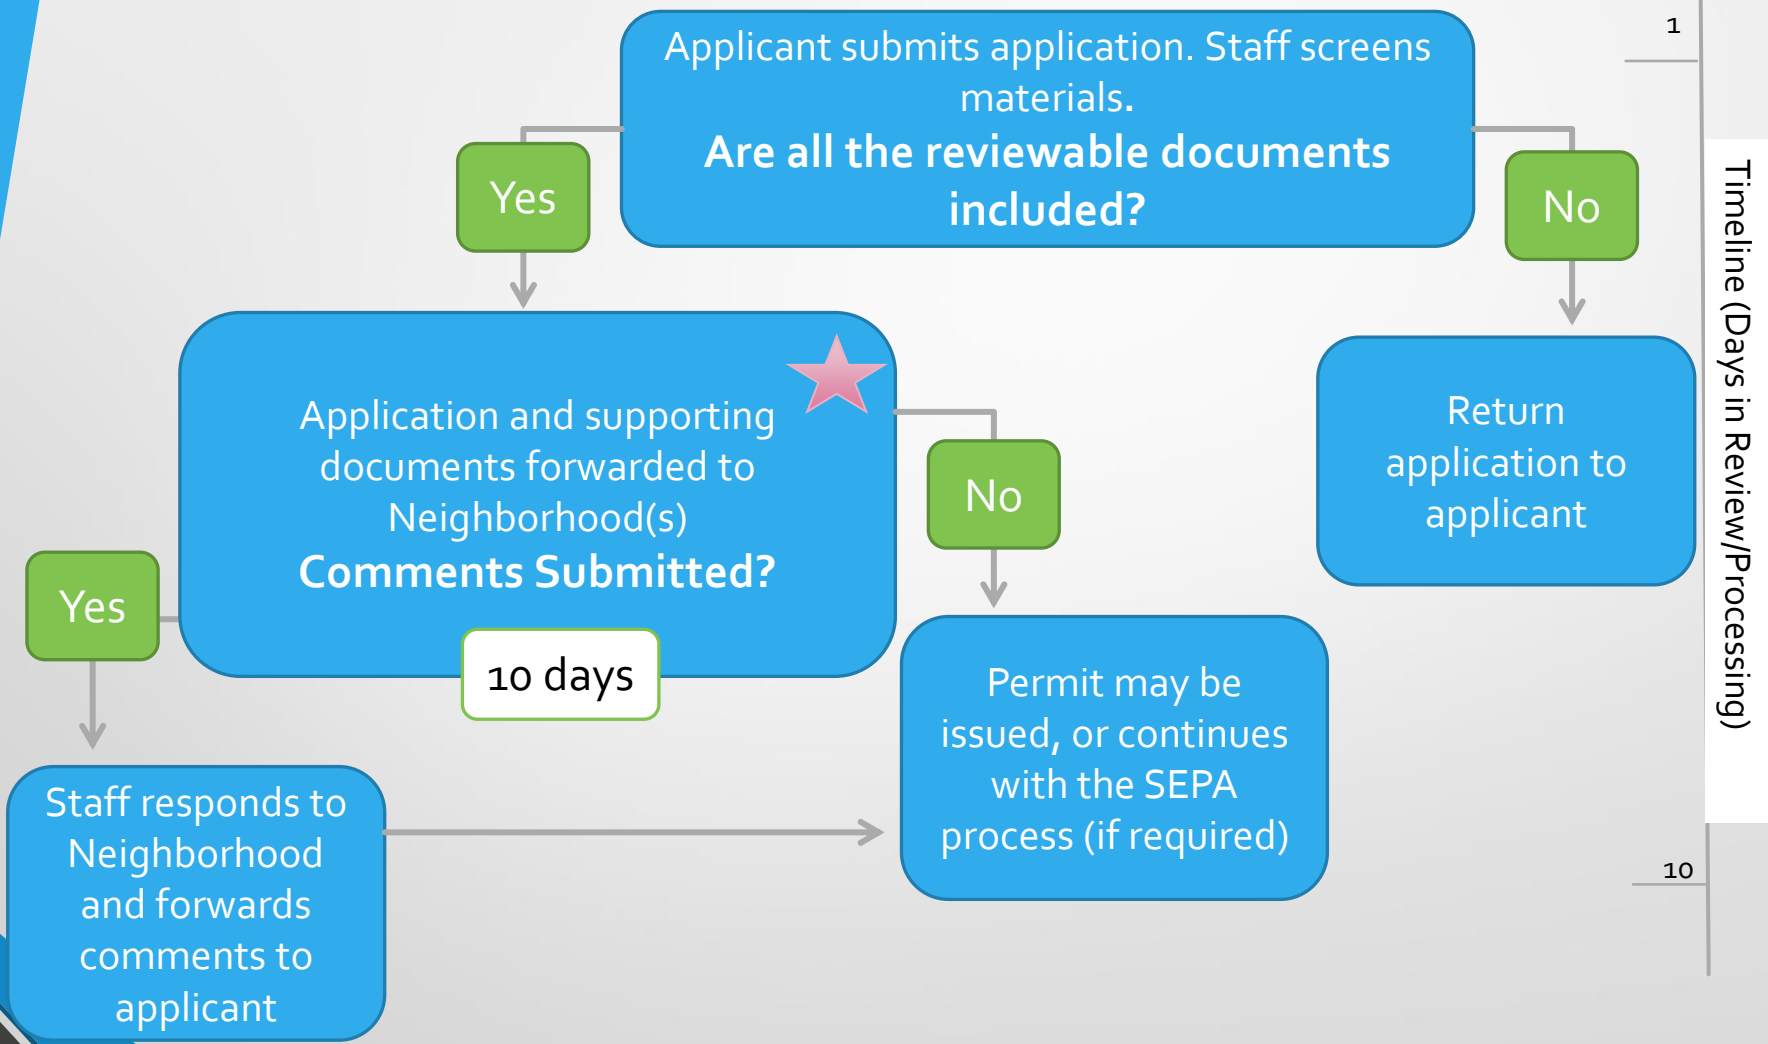 Applicant submits application. Staff screens
materials.
Are all the reviewable documents
included?
Yes
No
1
Application and supporting
documents forwarded to
Neighborhood(s)
Comments Submitted?
10 days
Yes
No
Return
application to
applicant
Permit may be
issued, or continues
with the SEPA
process (if required)
Staff responds to
Neighborhood
and forwards
comments to
applicant
Timeline (Days in Review/Processing)
10